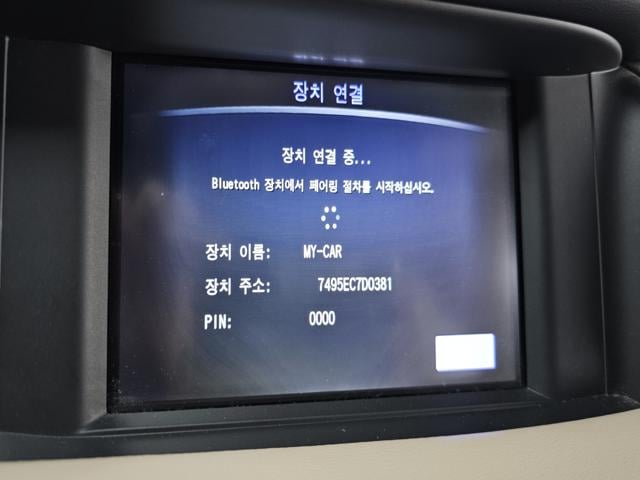 장치 연결
장치 연결 중...
Bluetooth 장치에서 페어링 절차를 시작하십시오.
장치 이름: MY-CAR
장치 주소: 7495EC7D0381
PIN: 0000